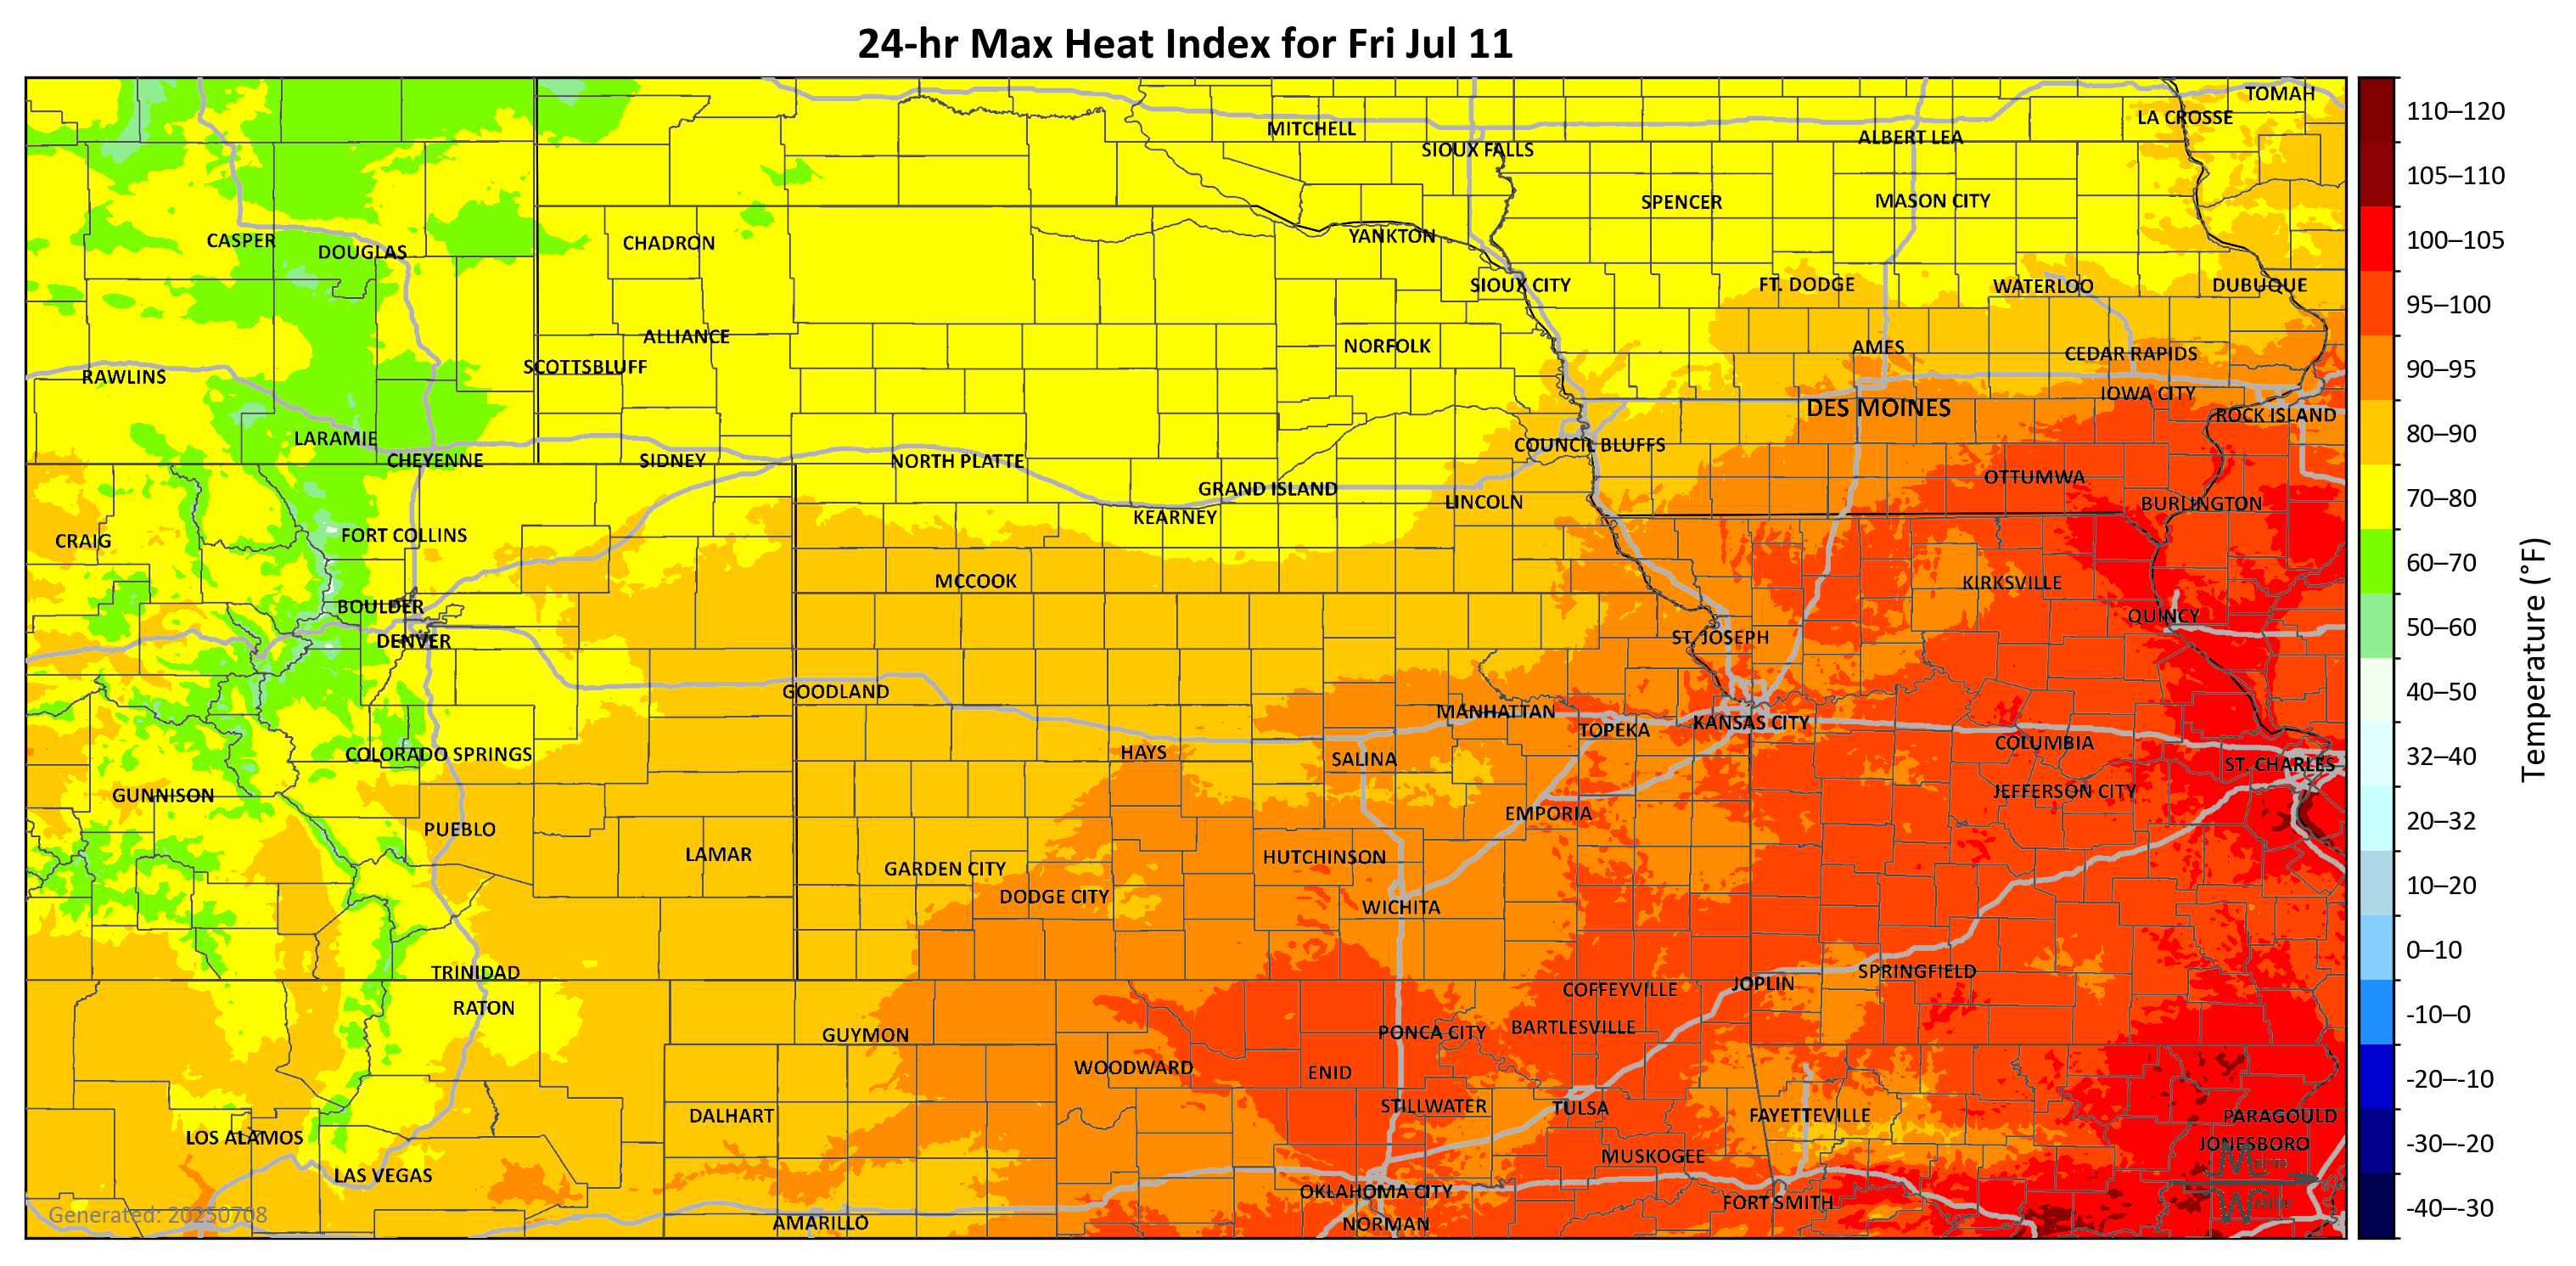 24-hr Max Heat Index for Fri Jul 11
TOMAH
LA CROSSE
MITCHELL
ALBERT LEA
SIOUX FALLS
SPENCER
MASON CITY
CASPER
DOUGLAS
CHADRON
YANKTON
SIOUX CITY
FT. DODGE
WATERLOO
DUBUQUE
ALLIANCE
NORFOLK
AMES
CEDAR RAPIDS
SCOTTSBLUFF
RAWLINS
IOWA CITY
DES MOINES
ROCK ISLAND
LARAMIE
COUNCIL BLUFFS
CHEYENNE
SIDNEY
NORTH PLATTE
OTTUMWA
GRAND ISLAND
LINCOLN
BURLINGTON
KEARNEY
CRAIG
FORT COLLINS
MCCOOK
KIRKSVILLE
BOULDER
QUINCY
DENVER
ST. JOSEPH
GOODLAND
MANHATTAN
TOPEKA
KANSAS CITY
COLUMBIA
COLORADO SPRINGS
HAYS
SALINA
ST. CHARLES
GUNNISON
JEFFERSON CITY
EMPORIA
PUEBLO
LAMAR
GARDEN CITY
HUTCHINSON
DODGE CITY
WICHITA
TRINIDAD
SPRINGFIELD
JOPLIN
COFFEYVILLE
RATON
GUYMON
PONCA CITY
BARTLESVILLE
WOODWARD
ENID
DALHART
STILLWATER
TULSA
FAYETTEVILLE
PARAGOULD
LOS ALAMOS
JONESBORO
LAS VEGAS
MUSKOGEE
OKLAHOMA CITY
FORT SMITH
AMARILLO
NORMAN
Generated: 20250708
110–120
105–110
100–105
95–100
90–95
80–90
70–80
60–70
50–60
40–50
32–40
20–32
10–20
0–10
-10–0
-20–-10
-30–-20
-40–-30
Temperature (°F)